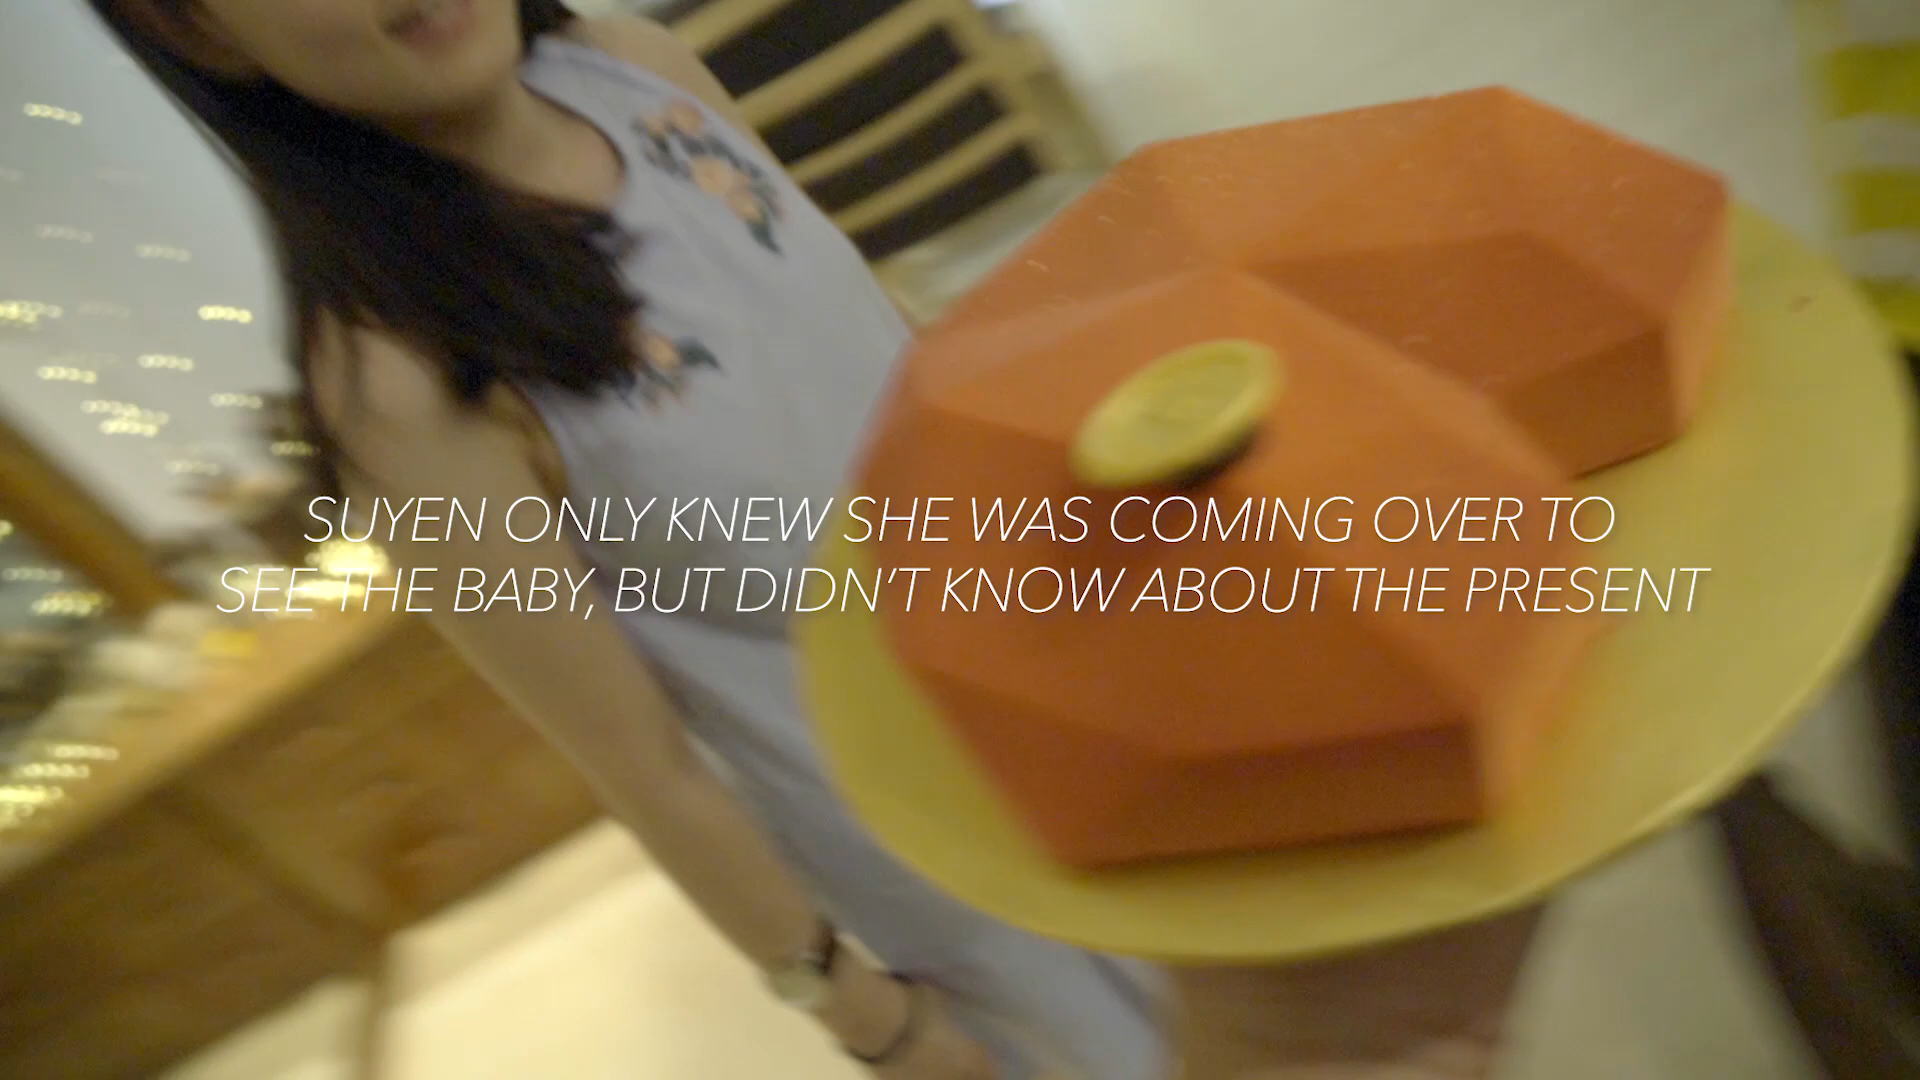 SUYEN ONLY KNEW SHE WAS COMING OVER TO
SEE THE BABY, BUT DIDN'T KNOW ABOUT THE PRESENT